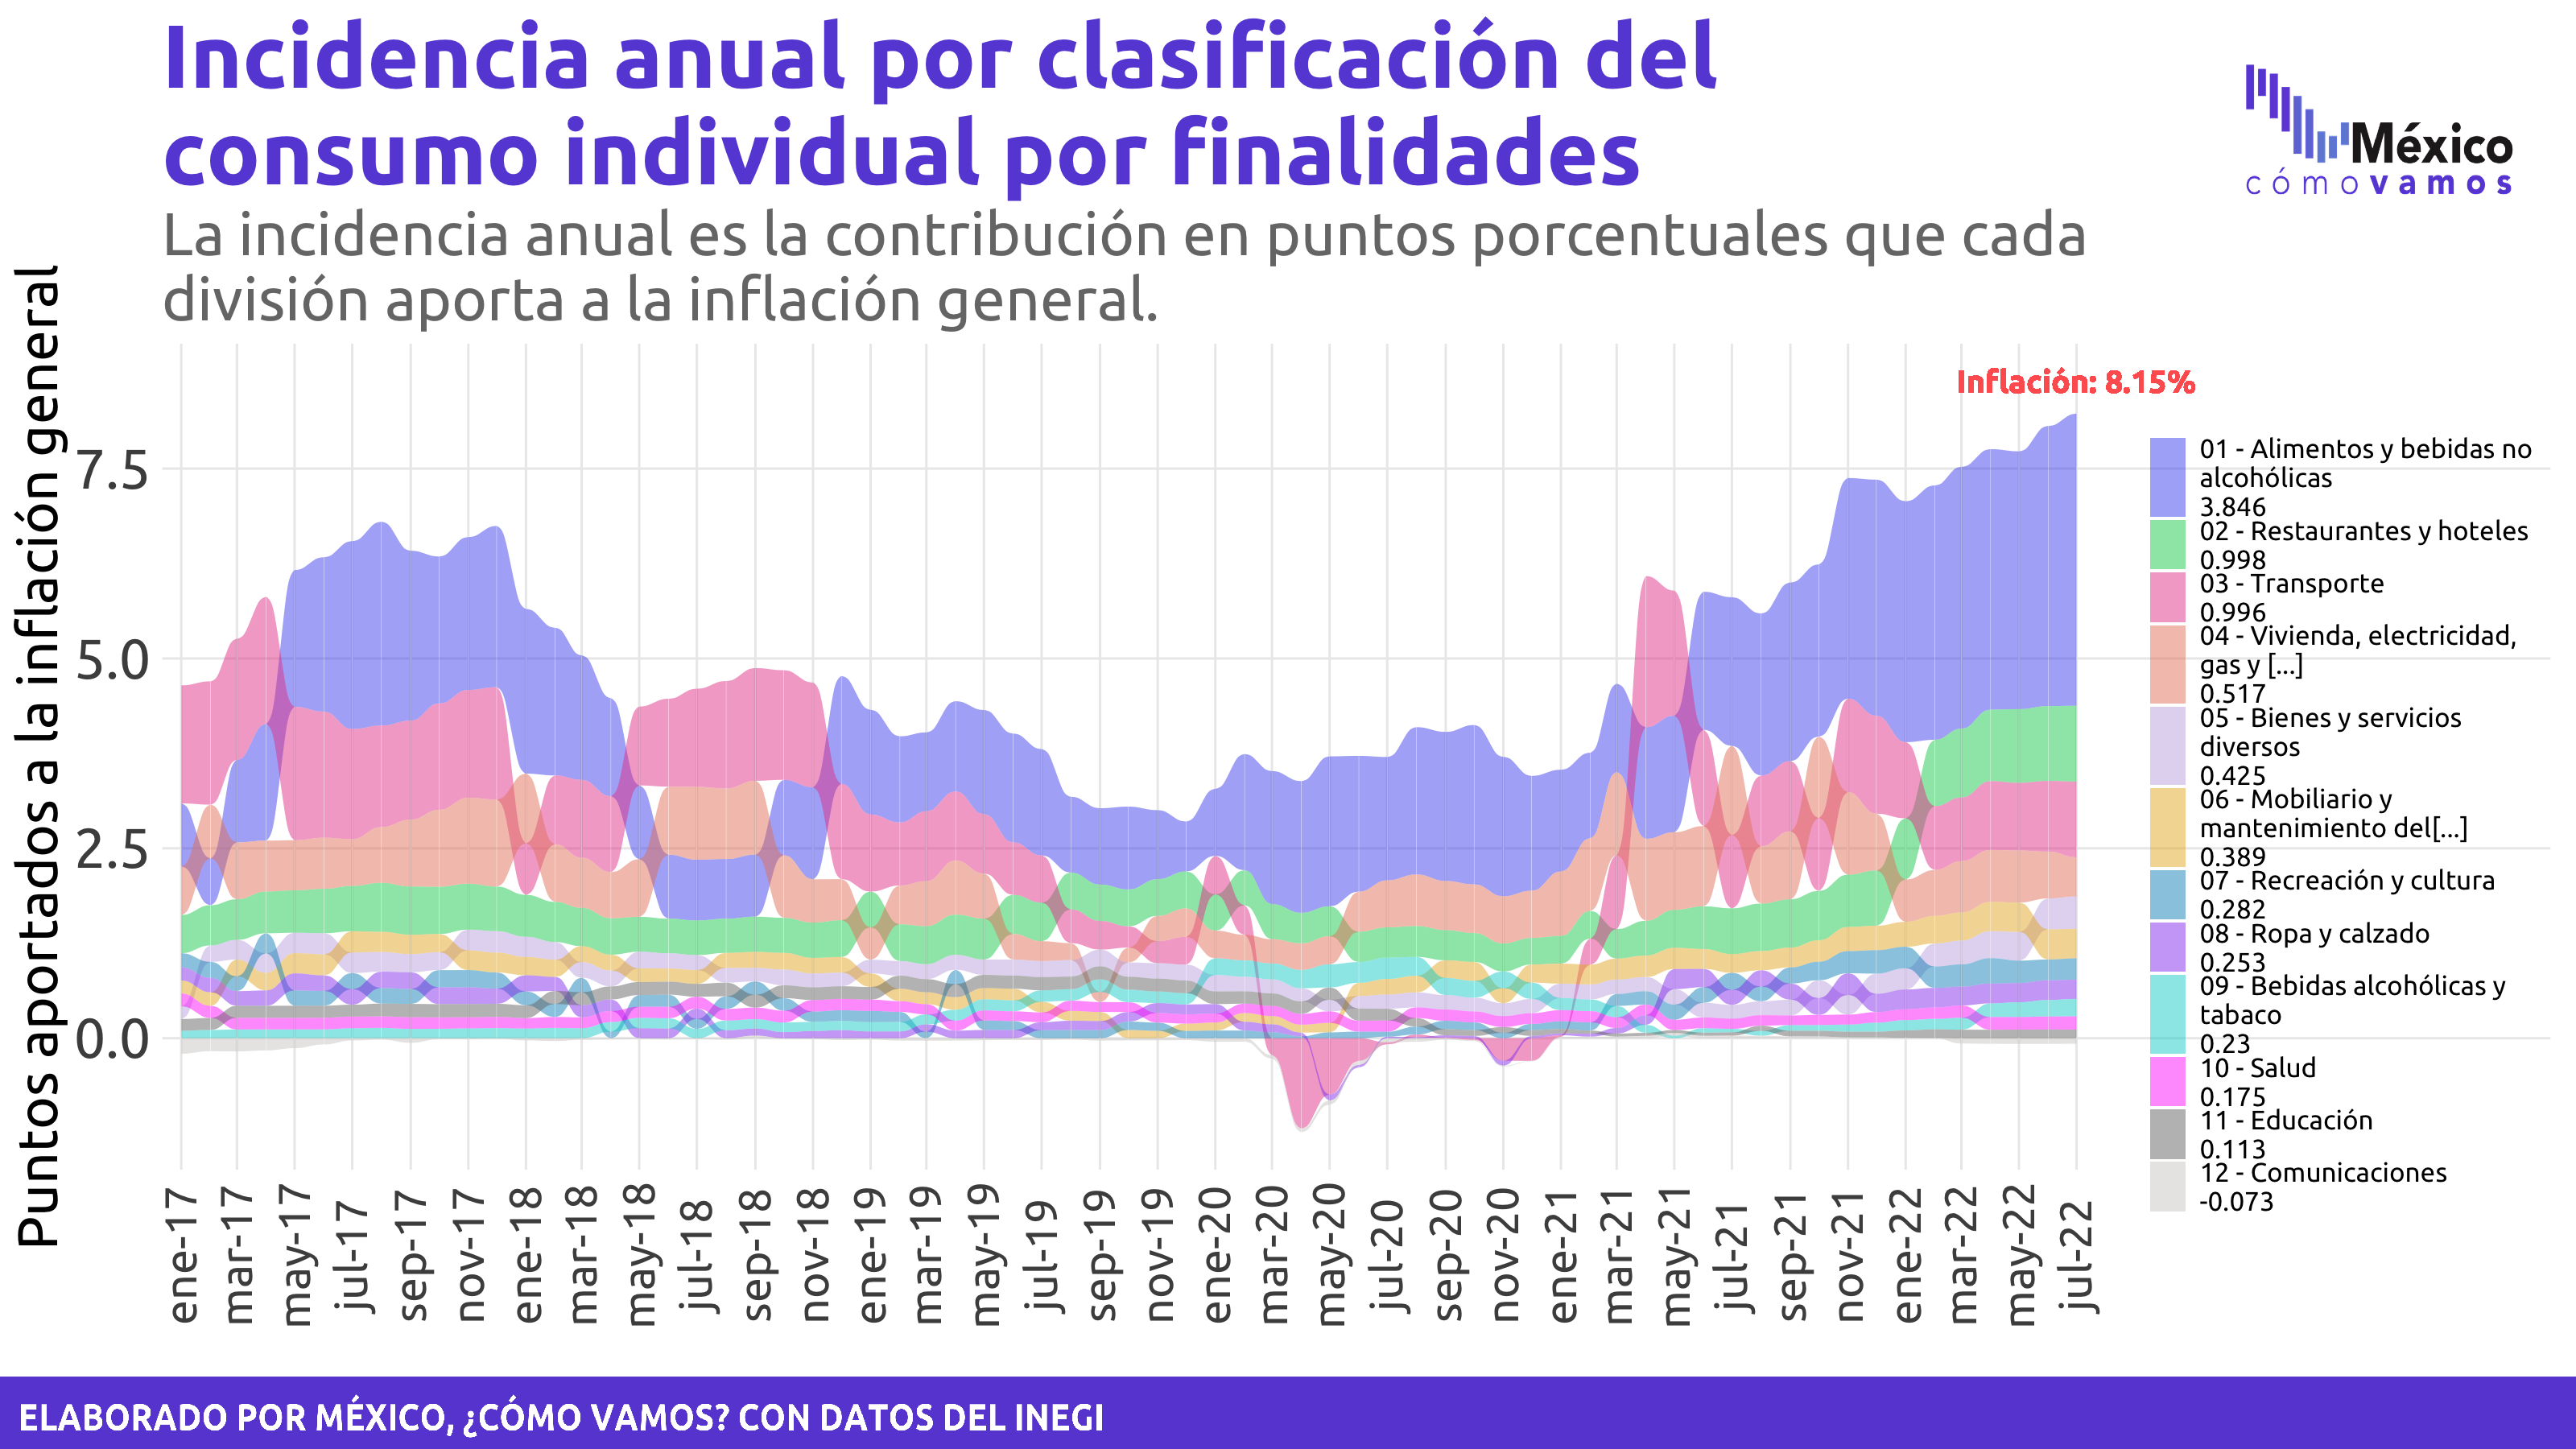 Incidencia anual por clasificación del
consumo individual por finalidades
La incidencia anual es la contribución en puntos porcentuales que cada
división aporta a la inflación general.
México
cómovamos
Puntos aportados a la inflación general
7.5
5.0
2.5
0.0
Inflación: 8.15%
01 - Alimentos y bebidas no
alcohólicas
3.846
02 - Restaurantes y hoteles
0.998
03 - Transporte
0.996
04 - Vivienda, electricidad,
gas y [...]
0.517
05 - Bienes y servicios
diversos
0.425
06 - Mobiliario y
mantenimiento del[...]
0.389
07 - Recreación y cultura
0.282
08 - Ropa y calzado
0.253
09 - Bebidas alcohólicas y
tabaco
0.23
10 - Salud
0.175
11 - Educación
0.113
12 - Comunicaciones
-0.073
ene-17
mar-17
may-17
jul-17
sep-17
nov-17
ene-18
mar-18
may-18
jul-18
sep-18
nov-18
ene-19
mar-19
may-19
jul-19
sep-19
nov-19
ene-20
mar-20
may-20
jul-20
sep-20
nov-20
ene-21
mar-21
may-21
jul-21
sep-21
nov-21
ene-22
mar-22
may-22
jul-22
ELABORADO POR MÉXICO, ¿CÓMO VAMOS? CON DATOS DEL INEGI